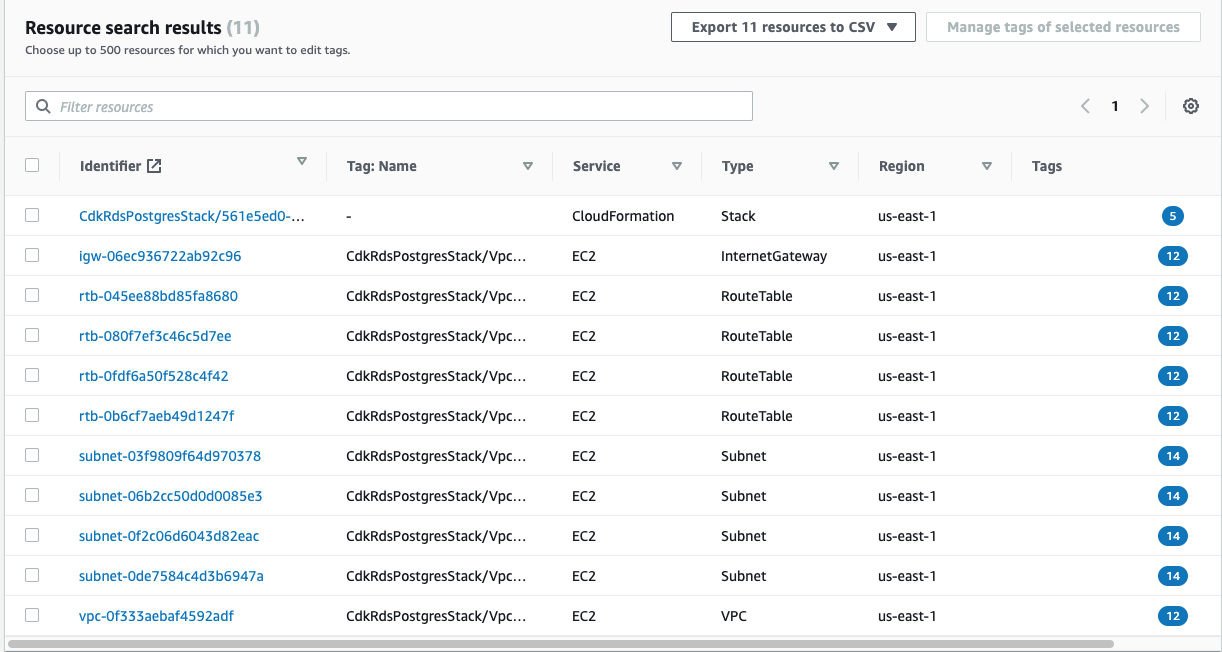 Resource search results (11)
Export 11 resources to CSV
Manage tags of selected resources
Choose up to 500 resources for which you want to edit tags.
Filter resources
1
Identifier Tag: Name Service Type Region Tags
CdkRdsPostgresStack/561e5ed0-... - CloudFormation Stack us-east-1 5
igw-06ec936722ab92c96 CdkRdsPostgresStack/Vpc... EC2 InternetGateway us-east-1 12
rtb-045ee88bd85fa8680 CdkRdsPostgresStack/Vpc... EC2 RouteTable us-east-1 12
rtb-080f7ef3c46c5d7ee CdkRdsPostgresStack/Vpc... EC2 RouteTable us-east-1 12
rtb-0fdf6a50f528c4f42 CdkRdsPostgresStack/Vpc... EC2 RouteTable us-east-1 12
rtb-0b6cf7aeb49d1247f CdkRdsPostgresStack/Vpc... EC2 RouteTable us-east-1 12
subnet-03f9809f64d970378 CdkRdsPostgresStack/Vpc... EC2 Subnet us-east-1 14
subnet-06b2cc50d0d0085e3 CdkRdsPostgresStack/Vpc... EC2 Subnet us-east-1 14
subnet-0f2c06d6043d82eac CdkRdsPostgresStack/Vpc... EC2 Subnet us-east-1 14
subnet-0de7584c4d3b6947a CdkRdsPostgresStack/Vpc... EC2 Subnet us-east-1 14
vpc-0f333aebaf4592adf CdkRdsPostgresStack/Vpc... EC2 VPC us-east-1 12